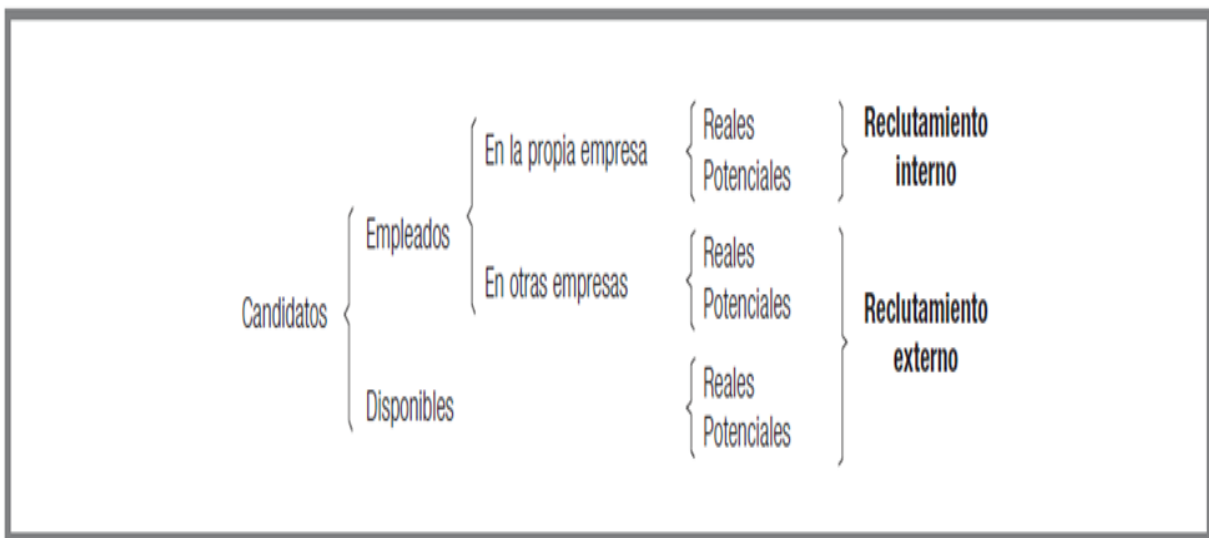 Candidatos
Empleados
En la propia empresa
Reales
Potenciales
Reclutamiento
interno
En otras empresas
Reales
Potenciales
Disponibles
Reales
Potenciales
Reclutamiento
externo